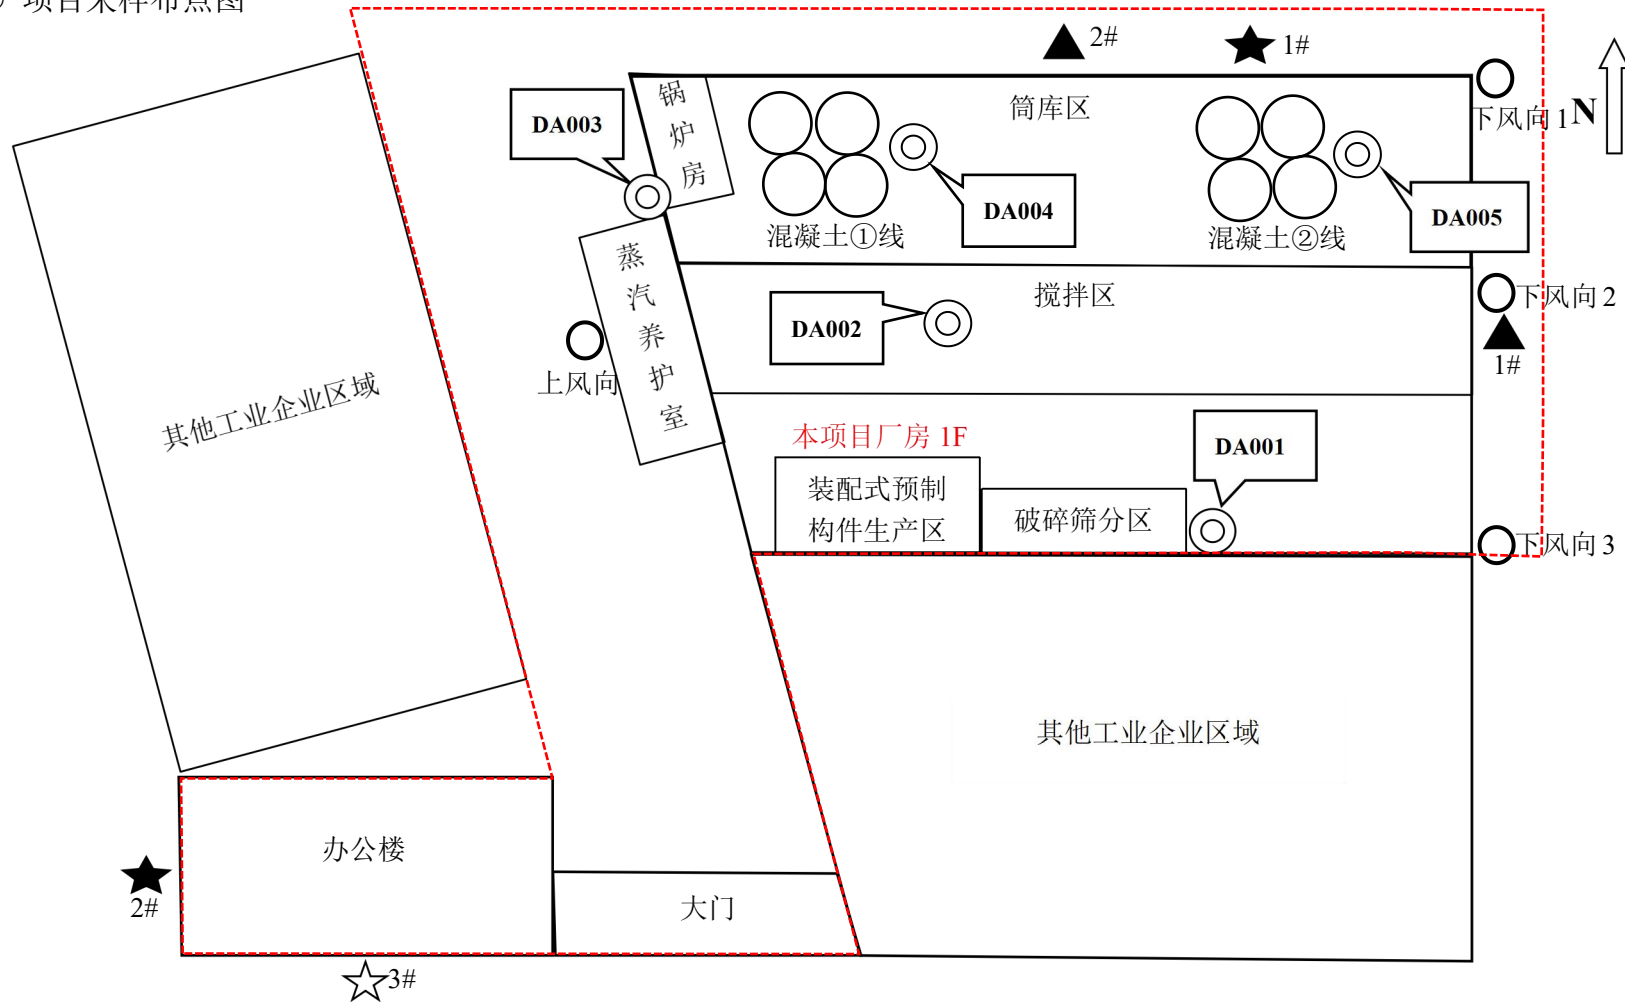 项目采样布点图
2#
1#
锅炉房
筒库区
DA003
下风向1
N
DA004
DA005
混凝土①线
混凝土②线
蒸汽养护室
搅拌区
下风向2
DA002
1#
上风向
其他工业企业区域
本项目厂房 1F
DA001
装配式预制
构件生产区
破碎筛分区
下风向3
其他工业企业区域
办公楼
大门
2#
3#